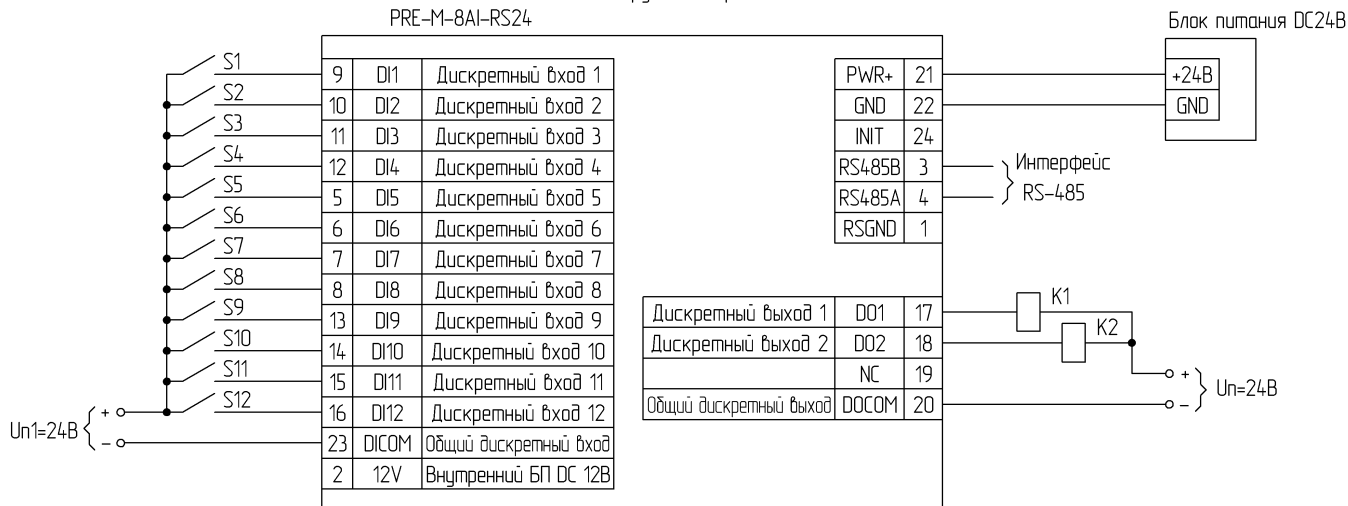 PRE-M-8AI-RS24
Блок питания DC24В
S1
9 DI1 Дискретный вход 1
S2
10 DI2 Дискретный вход 2
S3
11 DI3 Дискретный вход 3
S4
12 DI4 Дискретный вход 4
S5
5 DI5 Дискретный вход 5
S6
6 DI6 Дискретный вход 6
S7
7 DI7 Дискретный вход 7
S8
8 DI8 Дискретный вход 8
S9
13 DI9 Дискретный вход 9
S10
14 DI10 Дискретный вход 10
S11
15 DI11 Дискретный вход 11
S12
16 DI12 Дискретный вход 12
23 DICOM Общий дискретный вход
2 12V Внутренний БП DC 12В
Uп1=24В
+
–
PWR+ 21
GND 22
INIT 24
RS485B 3
RS485A 4
RSGND 1
+24В
GND
Интерфейс
RS-485
Дискретный выход 1 DO1 17
Дискретный выход 2 DO2 18
NC 19
Общий дискретный выход DOCOM 20
K1
K2
+
–
Uп=24В